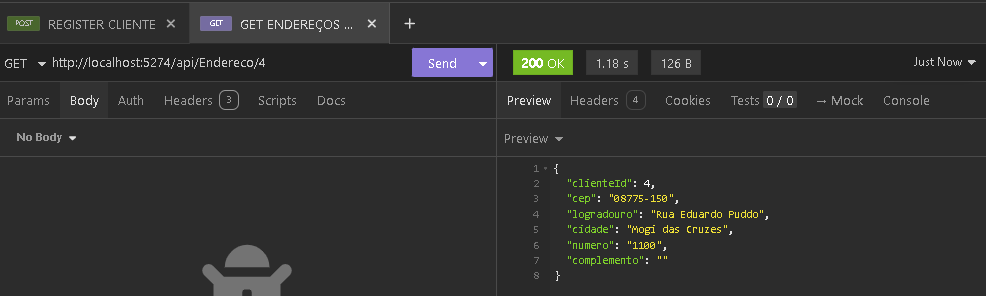 POST REGISTER CLIENTE × GET GET ENDEREÇOS ... × +
GET http://localhost:5274/api/Endereco/4 Send 200 OK 1.18 s 126 B Just Now
Params Body Auth Headers 3 Scripts Docs Preview Headers 4 Cookies Tests 0 / 0 → Mock Console
No Body Preview
1 {
2 "clienteId": 4,
3 "cep": "08775-150",
4 "logradouro": "Rua Eduardo Puddo",
5 "cidade": "Mogi das Cruzes",
6 "numero": "1100",
7 "complemento": ""
8 }